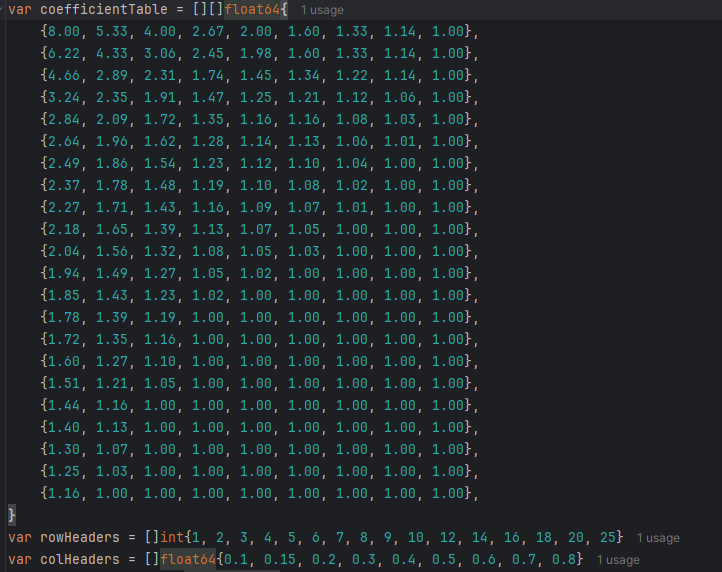 var coefficientTable = [][]float64{ 1 usage
{8.00, 5.33, 4.00, 2.67, 2.00, 1.60, 1.33, 1.14, 1.00},
{6.22, 4.33, 3.06, 2.45, 1.98, 1.60, 1.33, 1.14, 1.00},
{4.66, 2.89, 2.31, 1.74, 1.45, 1.34, 1.22, 1.14, 1.00},
{3.24, 2.35, 1.91, 1.47, 1.25, 1.21, 1.12, 1.06, 1.00},
{2.84, 2.09, 1.72, 1.35, 1.16, 1.16, 1.08, 1.03, 1.00},
{2.64, 1.96, 1.62, 1.28, 1.14, 1.13, 1.06, 1.01, 1.00},
{2.49, 1.86, 1.54, 1.23, 1.12, 1.10, 1.04, 1.00, 1.00},
{2.37, 1.78, 1.48, 1.19, 1.10, 1.08, 1.02, 1.00, 1.00},
{2.27, 1.71, 1.43, 1.16, 1.09, 1.07, 1.01, 1.00, 1.00},
{2.18, 1.65, 1.39, 1.13, 1.07, 1.05, 1.00, 1.00, 1.00},
{2.04, 1.56, 1.32, 1.08, 1.05, 1.03, 1.00, 1.00, 1.00},
{1.94, 1.49, 1.27, 1.05, 1.02, 1.00, 1.00, 1.00, 1.00},
{1.85, 1.43, 1.23, 1.02, 1.00, 1.00, 1.00, 1.00, 1.00},
{1.78, 1.39, 1.19, 1.00, 1.00, 1.00, 1.00, 1.00, 1.00},
{1.72, 1.35, 1.16, 1.00, 1.00, 1.00, 1.00, 1.00, 1.00},
{1.60, 1.27, 1.10, 1.00, 1.00, 1.00, 1.00, 1.00, 1.00},
{1.51, 1.21, 1.05, 1.00, 1.00, 1.00, 1.00, 1.00, 1.00},
{1.44, 1.16, 1.00, 1.00, 1.00, 1.00, 1.00, 1.00, 1.00},
{1.40, 1.13, 1.00, 1.00, 1.00, 1.00, 1.00, 1.00, 1.00},
{1.30, 1.07, 1.00, 1.00, 1.00, 1.00, 1.00, 1.00, 1.00},
{1.25, 1.03, 1.00, 1.00, 1.00, 1.00, 1.00, 1.00, 1.00},
{1.16, 1.00, 1.00, 1.00, 1.00, 1.00, 1.00, 1.00, 1.00},
}
var rowHeaders = []int{1, 2, 3, 4, 5, 6, 7, 8, 9, 10, 12, 14, 16, 18, 20, 25} 1 usage
var colHeaders = []float64{0.1, 0.15, 0.2, 0.3, 0.4, 0.5, 0.6, 0.7, 0.8} 1 usage